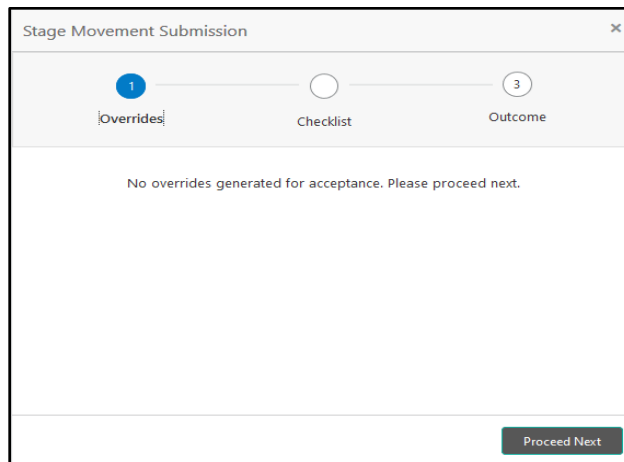 Stage Movement Submission ×
1 3
Overrides Checklist Outcome
No overrides generated for acceptance. Please proceed next.
Proceed Next